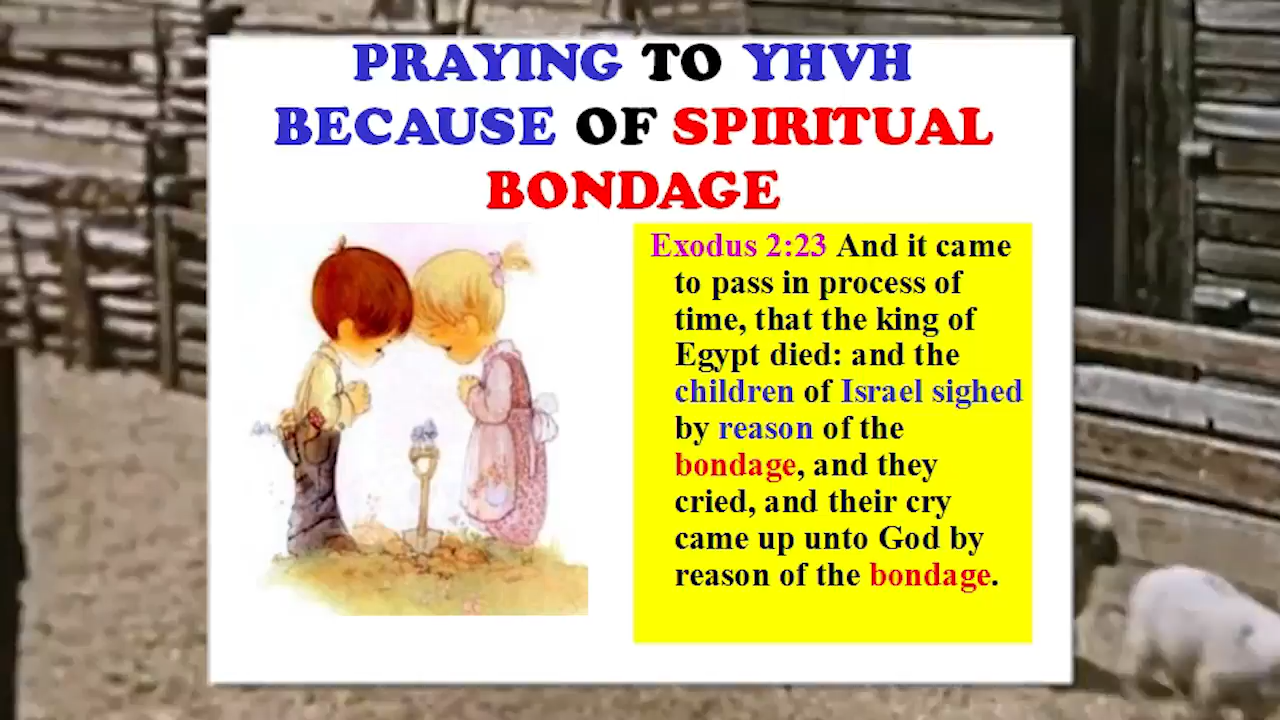 PRAYING TO YHVH
BECAUSE OF SPIRITUAL
BONDAGE
Exodus 2:23 And it came
to pass in process of
time, that the king of
Egypt died: and the
children of Israel sighed
by reason of the
bondage, and they
cried, and their cry
came up unto God by
reason of the bondage.